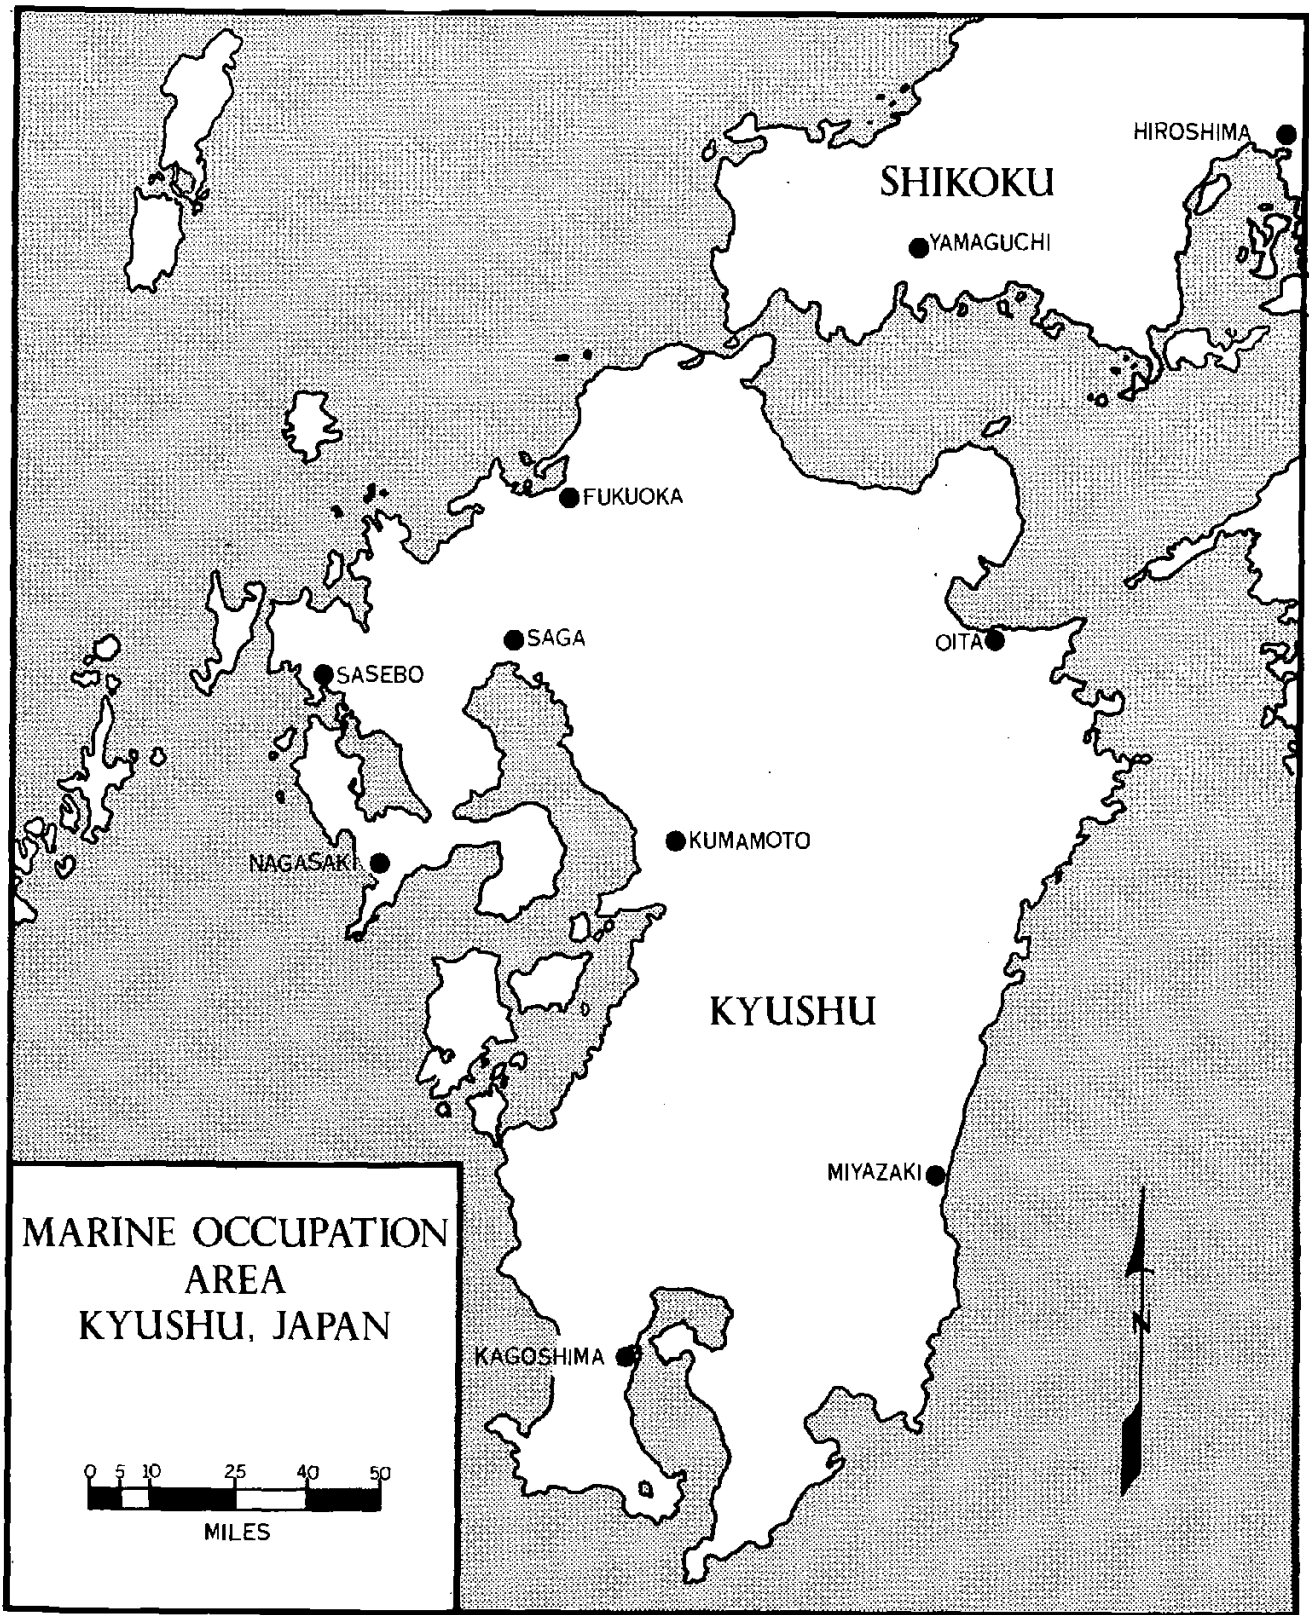 HIROSHIMA
SHIKOKU
YAMAGUCHI
FUKUOKA
SAGA
OITA
SASEBO
KUMAMOTO
NAGASAKI
KYUSHU
MIYAZAKI
MARINE OCCUPATION
AREA
KYUSHU, JAPAN
N
KAGOSHIMA
0 5 10 25 40 50
MILES